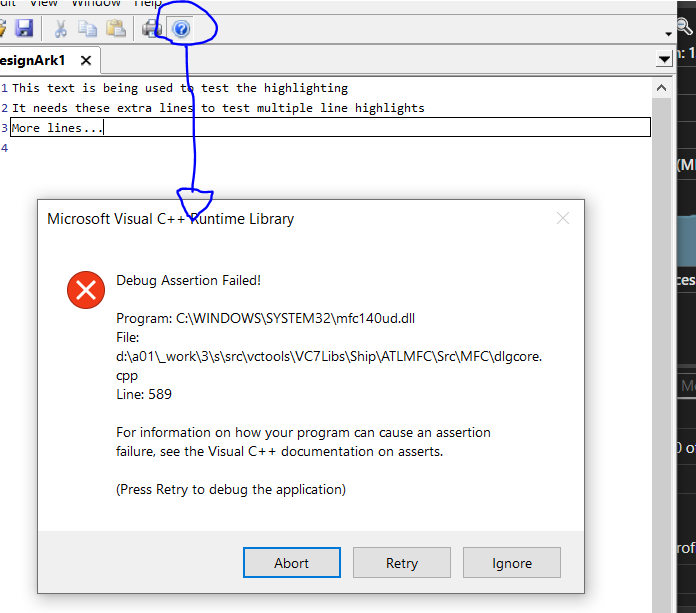 View Window Help
esignArk1
1 This text is being used to test the highlighting
2 It needs these extra lines to test multiple line highlights
3 More lines...
4
Microsoft Visual C++ Runtime Library
Debug Assertion Failed!
Program: C:\WINDOWS\SYSTEM32\mfc140ud.dll
File:
d:\a01\_work\3\s\src\vctools\VC7Libs\Ship\ATLMFC\Src\MFC\dlgcore.
cpp
Line: 589
For information on how your program can cause an assertion
failure, see the Visual C++ documentation on asserts.
(Press Retry to debug the application)
Abort Retry Ignore